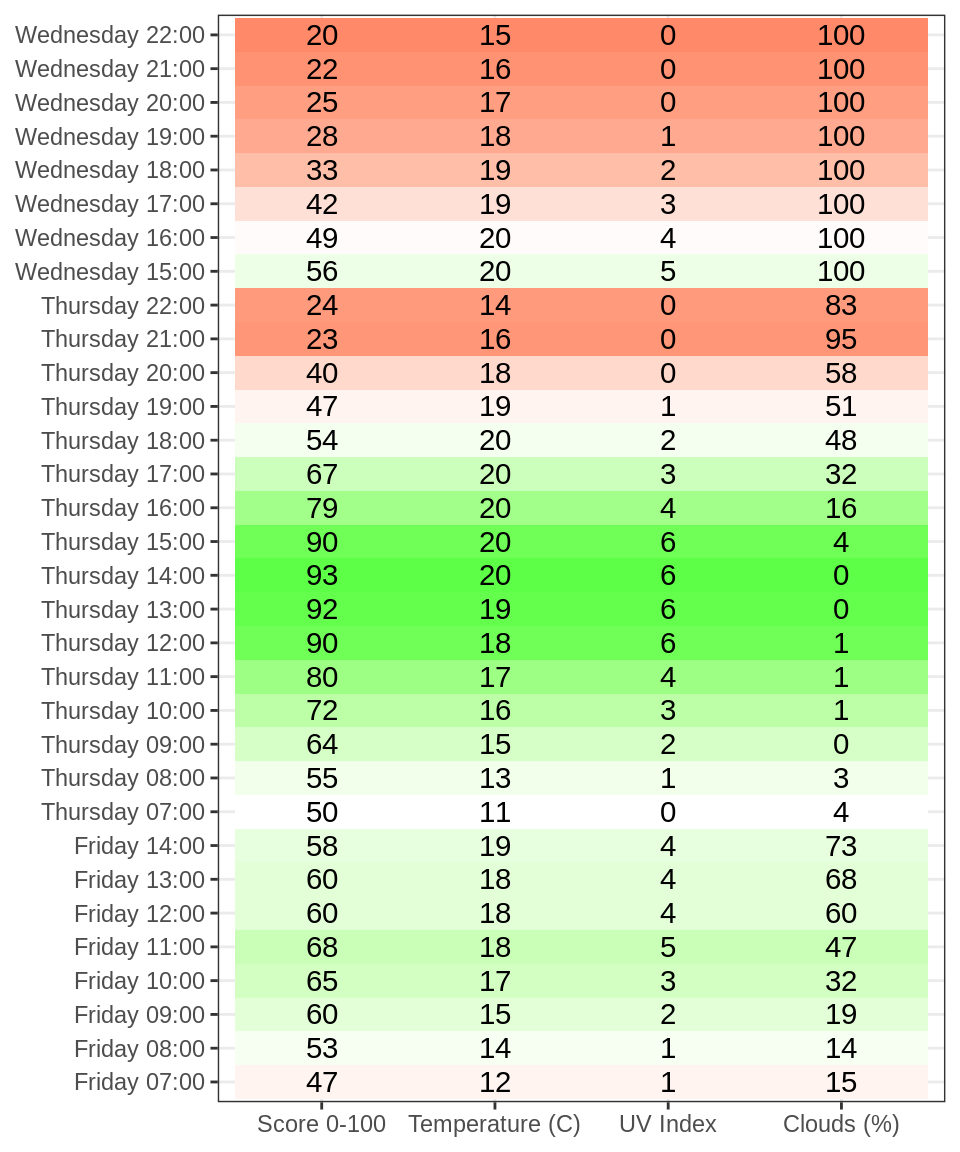 Wednesday 22:00 20 15 0 100
Wednesday 21:00 22 16 0 100
Wednesday 20:00 25 17 0 100
Wednesday 19:00 28 18 1 100
Wednesday 18:00 33 19 2 100
Wednesday 17:00 42 19 3 100
Wednesday 16:00 49 20 4 100
Wednesday 15:00 56 20 5 100
Thursday 22:00 24 14 0 83
Thursday 21:00 23 16 0 95
Thursday 20:00 40 18 0 58
Thursday 19:00 47 19 1 51
Thursday 18:00 54 20 2 48
Thursday 17:00 67 20 3 32
Thursday 16:00 79 20 4 16
Thursday 15:00 90 20 6 4
Thursday 14:00 93 20 6 0
Thursday 13:00 92 19 6 0
Thursday 12:00 90 18 6 1
Thursday 11:00 80 17 4 1
Thursday 10:00 72 16 3 1
Thursday 09:00 64 15 2 0
Thursday 08:00 55 13 1 3
Thursday 07:00 50 11 0 4
Friday 14:00 58 19 4 73
Friday 13:00 60 18 4 68
Friday 12:00 60 18 4 60
Friday 11:00 68 18 5 47
Friday 10:00 65 17 3 32
Friday 09:00 60 15 2 19
Friday 08:00 53 14 1 14
Friday 07:00 47 12 1 15
Score 0-100 Temperature (C) UV Index Clouds (%)